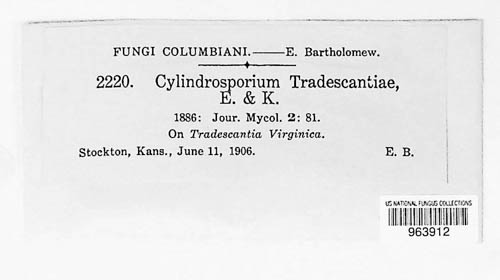 FUNGI COLUMBIANI.—E. Bartholomew.
2220. Cylindrosporium Tradescantiae,
E. & K.
1886: Jour. Mycol. 2: 81.
On Tradescantia Virginica.
Stockton, Kans., June 11, 1906. E. B.
US NATIONAL FUNGUS COLLECTIONS
963912